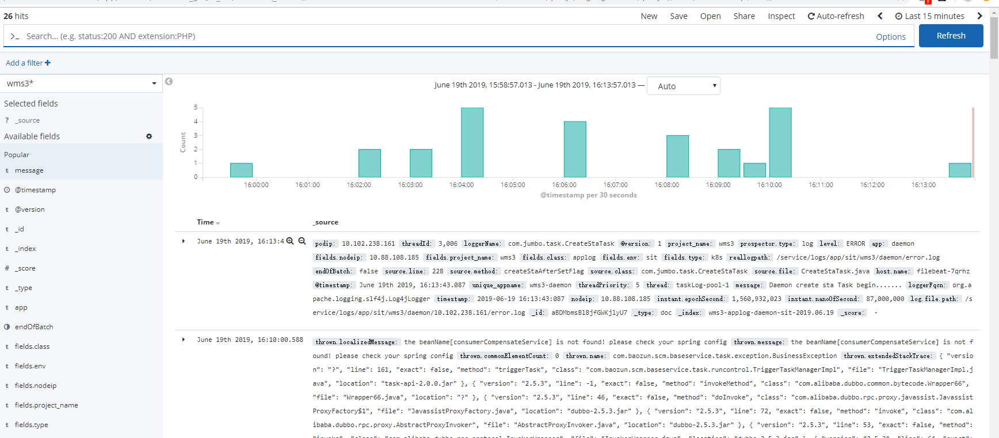 26 hits
New Save Open Share Inspect Auto-refresh Last 15 minutes
>_ Search... (e.g. status:200 AND extension:PHP) Options Refresh
Add a filter
wms3*
June 19th 2019, 15:58:57.013 - June 19th 2019, 16:13:57.013 — Auto
Selected fields
? _source
Available fields
Popular
t message
@timestamp
t @version
t _id
t _index
# _score
t _type
t app
endOfBatch
t fields.class
t fields.env
t fields.nodeip
t fields.project_name
t fields.type
5
4
3
2
1
0
Count
16:00:00 16:01:00 16:02:00 16:03:00 16:04:00 16:05:00 16:06:00 16:07:00 16:08:00 16:09:00 16:10:00 16:11:00 16:12:00 16:13:00
@timestamp per 30 seconds
Time _source
June 19th 2019, 16:13:4
podip: 10.102.238.161 threadId: 3,006 loggerName: com.jumbo.task.CreateStaTask @version: 1 project_name: wms3 prospector.type: log level: ERROR app: daemon
fields.nodeip: 10.88.108.185 fields.project_name: wms3 fields.class: applog fields.env: sit fields.type: k8s reallogpath: /service/logs/app/sit/wms3/daemon/error.log
endOfBatch: false source.line: 228 source.method: createStaAfterSetFlag source.class: com.jumbo.task.CreateStaTask source.file: CreateStaTask.java host.name: filebeat-7qrhz
@timestamp: June 19th 2019, 16:13:43.087 unique_appname: wms3-daemon threadPriority: 5 thread: taskLog-pool-1 message: Daemon create sta Task begin....... loggerFqcn: org.a
pache.logging.slf4j.Log4jLogger timestamp: 2019-06-19 16:13:43:087 nodeip: 10.88.108.185 instant.epochSecond: 1,560,932,023 instant.nanoOfSecond: 87,000,000 log.file.path: /s
ervice/logs/app/sit/wms3/daemon/10.102.238.161/error.log _id: aBDMbmsBl8jfGWKjlyU7 _type: doc _index: wms3-applog-daemon-sit-2019.06.19 _score: -
June 19th 2019, 16:10:00.588
thrown.localizedMessage: the beanName[consumerCompensateService] is not found! please check your spring config thrown.message: the beanName[consumerCompensateService] is not f
ound! please check your spring config thrown.commonElementCount: 0 thrown.name: com.baozun.scm.baseservice.task.exception.BusinessException thrown.extendedStackTrace: { "versio
n": "?", "line": 161, "exact": false, "method": "triggerTask", "class": "com.baozun.scm.baseservice.task.runcontrol.TriggerTaskManagerImpl", "file": "TriggerTaskManagerImpl.j
ava", "location": "task-api-2.0.0.jar" }, { "version": "2.5.3", "line": -1, "exact": false, "method": "invokeMethod", "class": "com.alibaba.dubbo.common.bytecode.Wrapper66",
"file": "Wrapper66.java", "location": "?" }, { "version": "2.5.3", "line": 46, "exact": false, "method": "doInvoke", "class": "com.alibaba.dubbo.rpc.proxy.javassist.Javassist
ProxyFactory$1", "file": "JavassistProxyFactory.java", "location": "dubbo-2.5.3.jar" }, { "version": "2.5.3", "line": 72, "exact": false, "method": "invoke", "class": "com.al
ibaba.dubbo.rpc.proxy.AbstractProxyInvoker", "file": "AbstractProxyInvoker.java", "location": "dubbo-2.5.3.jar" }, { "version": "2.5.3", "line": 53, "exact": false, "method":